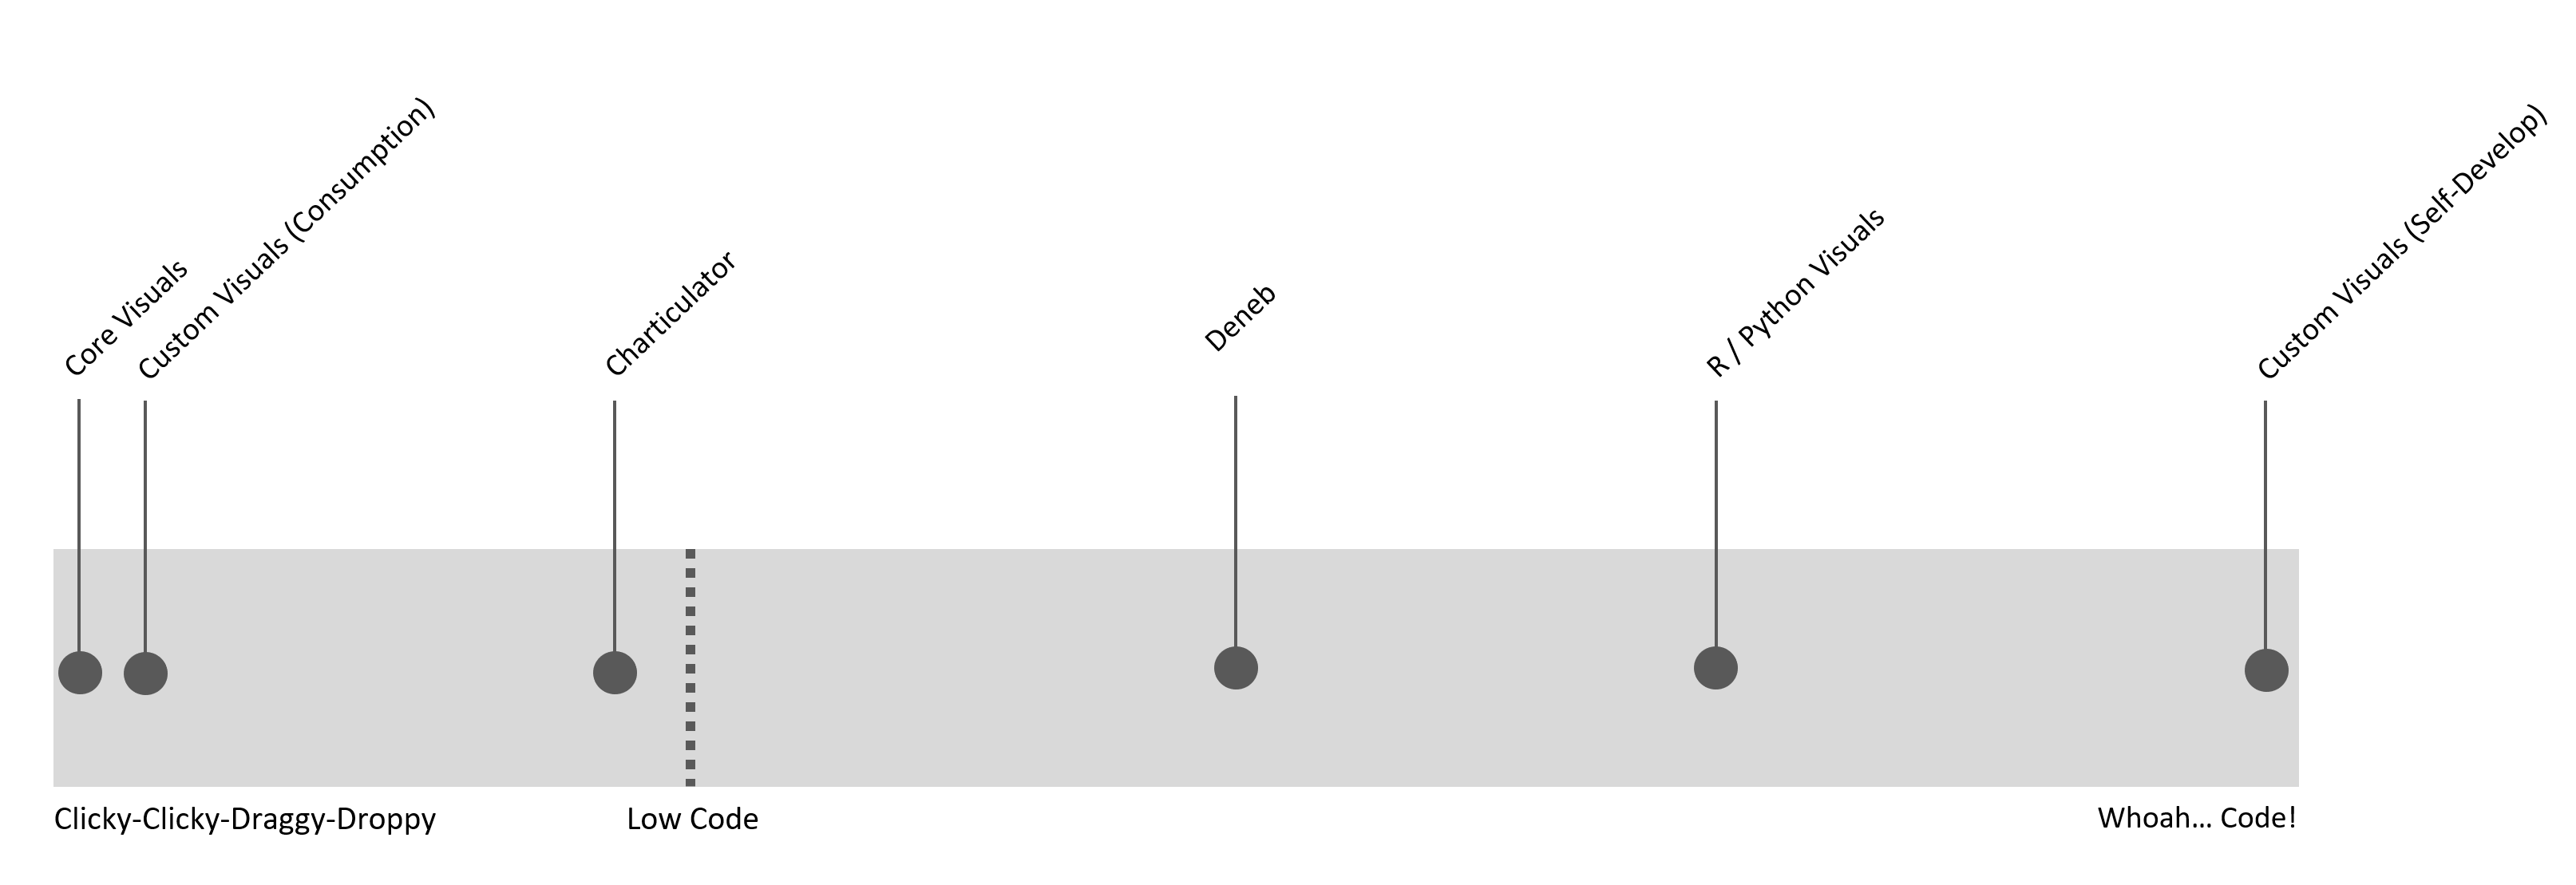 Core Visuals
Custom Visuals (Consumption)
Charticulator
Deneb
R / Python Visuals
Custom Visuals (Self-Develop)
Clicky-Clicky-Draggy-Droppy
Low Code
Whoah... Code!